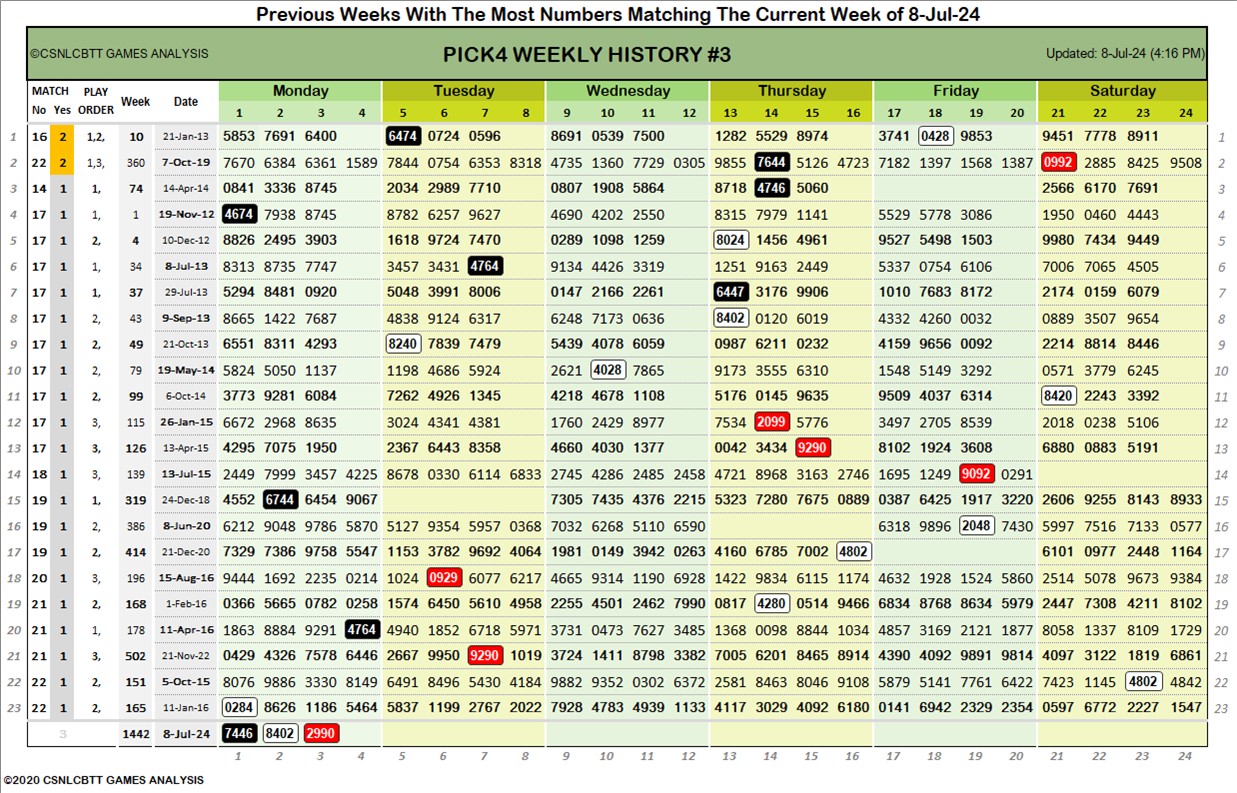 Previous Weeks With The Most Numbers Matching The Current Week of 8-Jul-24
©CSNLCBTT GAMES ANALYSIS PICK4 WEEKLY HISTORY #3 Updated: 8-Jul-24 (4:16 PM)
MATCH PLAY Week Date Monday Tuesday Wednesday Thursday Friday Saturday
No Yes ORDER 1 2 3 4 5 6 7 8 9 10 11 12 13 14 15 16 17 18 19 20 21 22 23 24
1 16 2 1,2, 10 21-Jan-13 5853 7691 6400 6474 0724 0596 8691 0539 7500 1282 5529 8974 3741 0428 9853 9451 7778 8911 1
2 22 2 1,3, 360 7-Oct-19 7670 6384 6361 1589 7844 0754 6353 8318 4735 1360 7729 0305 9855 7644 5126 4723 7182 1397 1568 1387 0992 2885 8425 9508 2
3 14 1 1, 74 14-Apr-14 0841 3336 8745 2034 2989 7710 0807 1908 5864 8718 4746 5060 2566 6170 7691 3
4 17 1 1, 1 19-Nov-12 4674 7938 8745 8782 6257 9627 4690 4202 2550 8315 7979 1141 5529 5778 3086 1950 0460 4443 4
5 17 1 2, 4 10-Dec-12 8826 2495 3903 1618 9724 7470 0289 1098 1259 8024 1456 4961 9527 5498 1503 9980 7434 9449 5
6 17 1 1, 34 8-Jul-13 8313 8735 7747 3457 3431 4764 9134 4426 3319 1251 9163 2449 5337 0754 6106 7006 7065 4505 6
7 17 1 1, 37 29-Jul-13 5294 8481 0920 5048 3991 8006 0147 2166 2261 6447 3176 9906 1010 7683 8172 2174 0159 6079 7
8 17 1 2, 43 9-Sep-13 8665 1422 7687 4838 9124 6317 6248 7173 0636 8402 0120 6019 4332 4260 0032 0889 3507 9654 8
9 17 1 2, 49 21-Oct-13 6551 8311 4293 8240 7839 7479 5439 4078 6059 0987 6211 0232 4159 9656 0092 2214 8814 8446 9
10 17 1 2, 79 19-May-14 5824 5050 1137 1198 4686 5924 2621 4028 7865 9173 3555 6310 1548 5149 3292 0571 3779 6245 10
11 17 1 2, 99 6-Oct-14 3773 9281 6084 7262 4926 1345 4218 4678 1108 5176 0145 9635 9509 4037 6314 8420 2243 3392 11
12 17 1 3, 115 26-Jan-15 6672 2968 8635 3024 4341 4381 1760 2429 8977 7534 2099 5776 3497 2705 8539 2018 0238 5106 12
13 17 1 3, 126 13-Apr-15 4295 7075 1950 2367 6443 8358 4660 4030 1377 0042 3434 9290 8102 1924 3608 6880 0883 5191 13
14 18 1 3, 139 13-Jul-15 2449 7999 3457 4225 8678 0330 6114 6833 2745 4286 2485 2458 4721 8968 3163 2746 1695 1249 9092 0291 14
15 19 1 1, 319 24-Dec-18 4552 6744 6454 9067 7305 7435 4376 2215 5323 7280 7675 0889 0387 6425 1917 3220 2606 9255 8143 8933 15
16 19 1 2, 386 8-Jun-20 6212 9048 9786 5870 5127 9354 5957 0368 7032 6268 5110 6590 6318 9896 2048 7430 5997 7516 7133 0577 16
17 19 1 2, 414 21-Dec-20 7329 7386 9758 5547 1153 3782 9692 4064 1981 0149 3942 0263 4160 6785 7002 4802 6101 0977 2448 1164 17
18 20 1 3, 196 15-Aug-16 9444 1692 2235 0214 1024 0929 6077 6217 4665 9314 1190 6928 1422 9834 6115 1174 4632 1928 1524 5860 2514 5078 9673 9384 18
19 21 1 2, 168 1-Feb-16 0366 5665 0782 0258 1574 6450 5610 4958 2255 4501 2462 7990 0817 4280 0514 9466 6834 8768 8634 5979 2447 7308 4211 8102 19
20 21 1 1, 178 11-Apr-16 1863 8884 9291 4764 4940 1852 6718 5971 3731 0473 7627 3485 1368 0098 8844 1034 4857 3169 2121 1877 8058 1337 8109 1729 20
21 21 1 3, 502 21-Nov-22 0429 4326 7578 6446 2667 9950 9290 1019 3724 1411 8798 3382 7005 6201 8465 8914 4390 4092 9891 9814 4097 3122 1819 6861 21
22 22 1 2, 151 5-Oct-15 8076 9886 3330 8149 6491 8496 5430 4184 9882 9352 0302 6372 2581 8463 8046 9108 5879 5141 7761 6422 7423 1145 4802 4842 22
23 22 1 2, 165 11-Jan-16 0284 8626 1186 5464 5837 1199 2767 2022 7928 4783 4939 1133 4117 3029 4092 6180 0141 6942 2329 2354 0597 6772 2227 1547 23
3 1442 8-Jul-24 7446 8402 2990
1 2 3 4 5 6 7 8 9 10 11 12 13 14 15 16 17 18 19 20 21 22 23 24
©2020 CSNLCBTT GAMES ANALYSIS